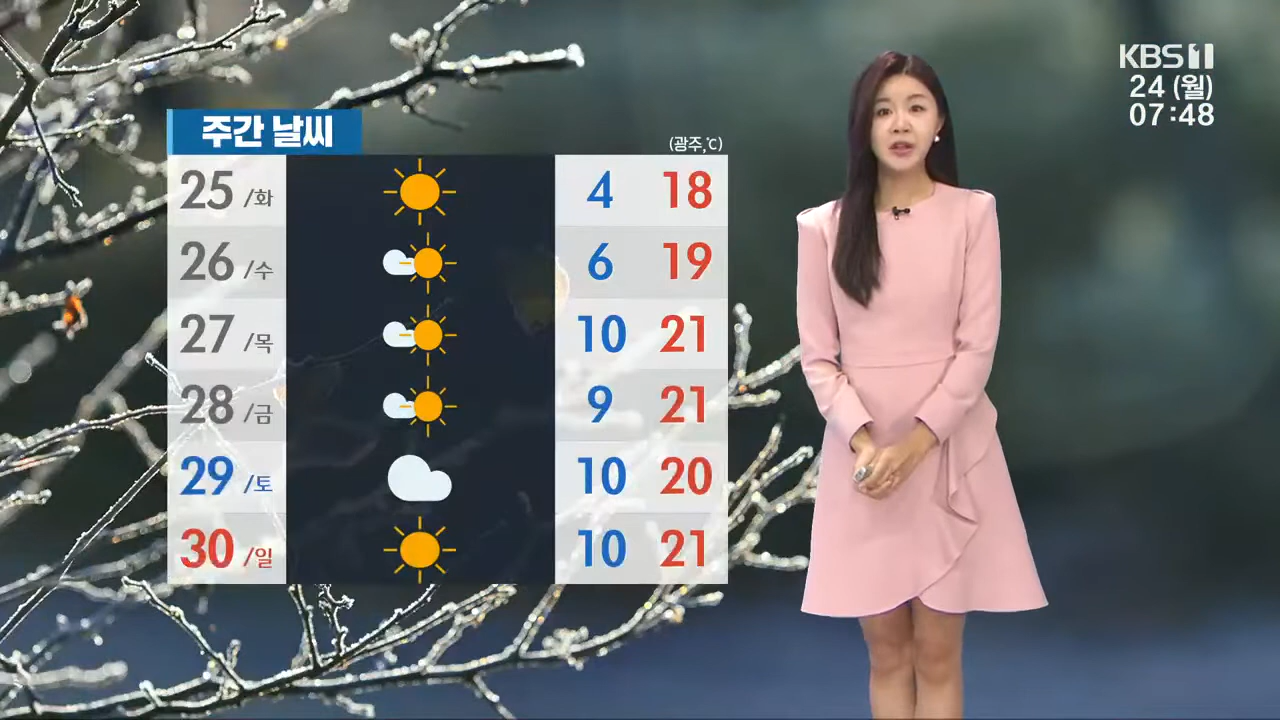 KBS 1
24 (월)
07:48
주간 날씨
(광주,℃)
25 /화 4 18
26 /수 6 19
27 /목 10 21
28 /금 9 21
29 /토 10 20
30 /일 10 21